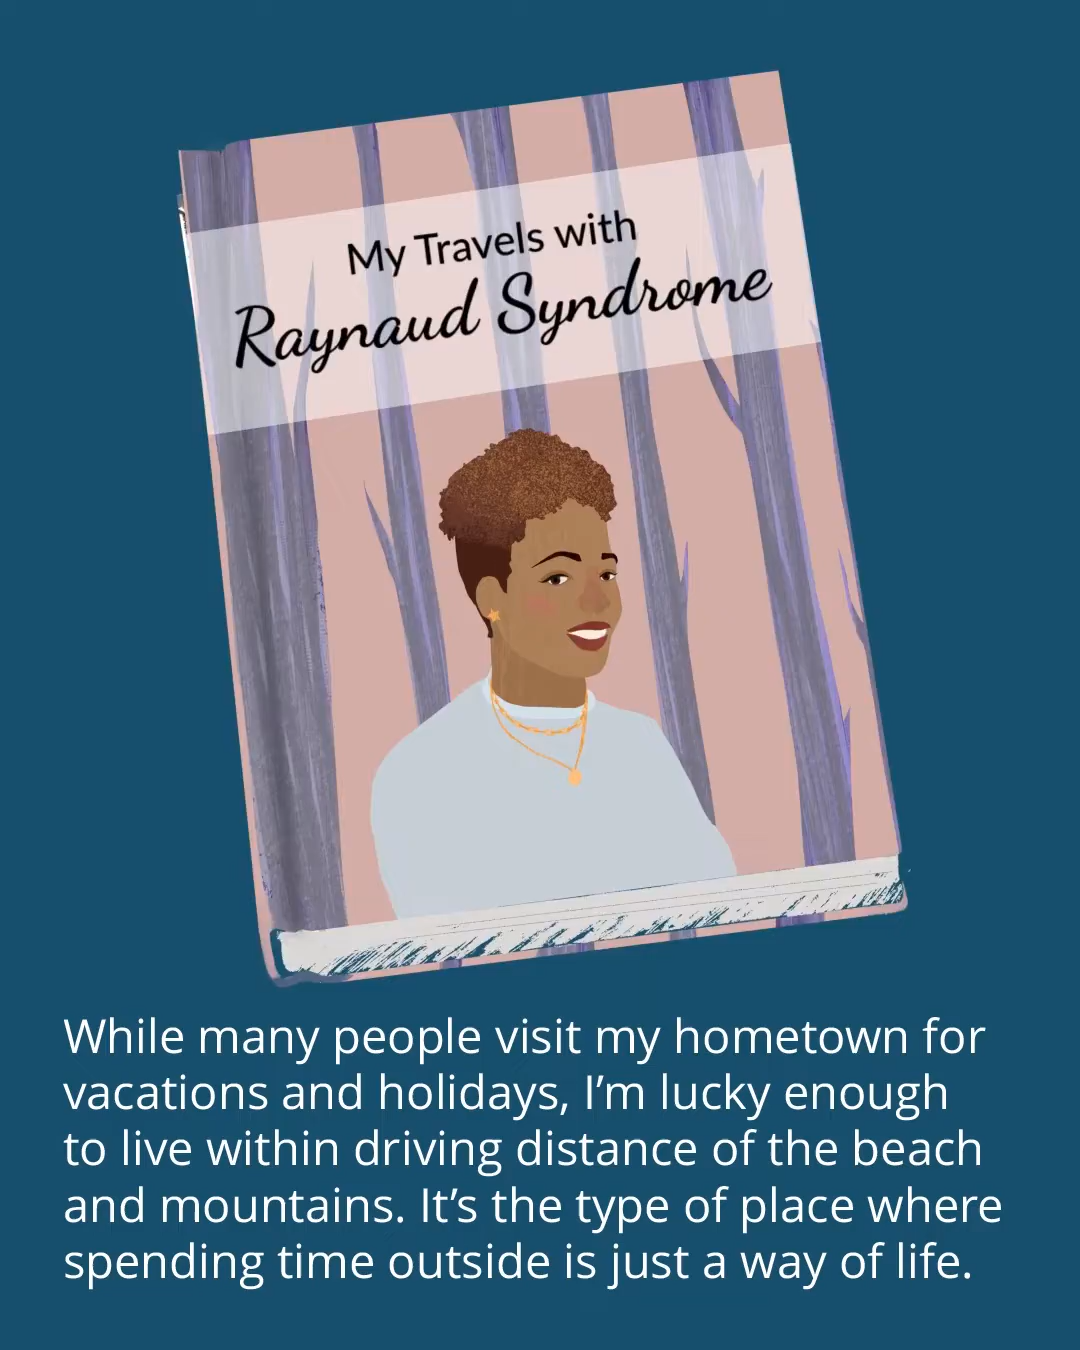 My Travels with
Raynaud Syndrome
While many people visit my hometown for
vacations and holidays, I’m lucky enough
to live within driving distance of the beach
and mountains. It’s the type of place where
spending time outside is just a way of life.